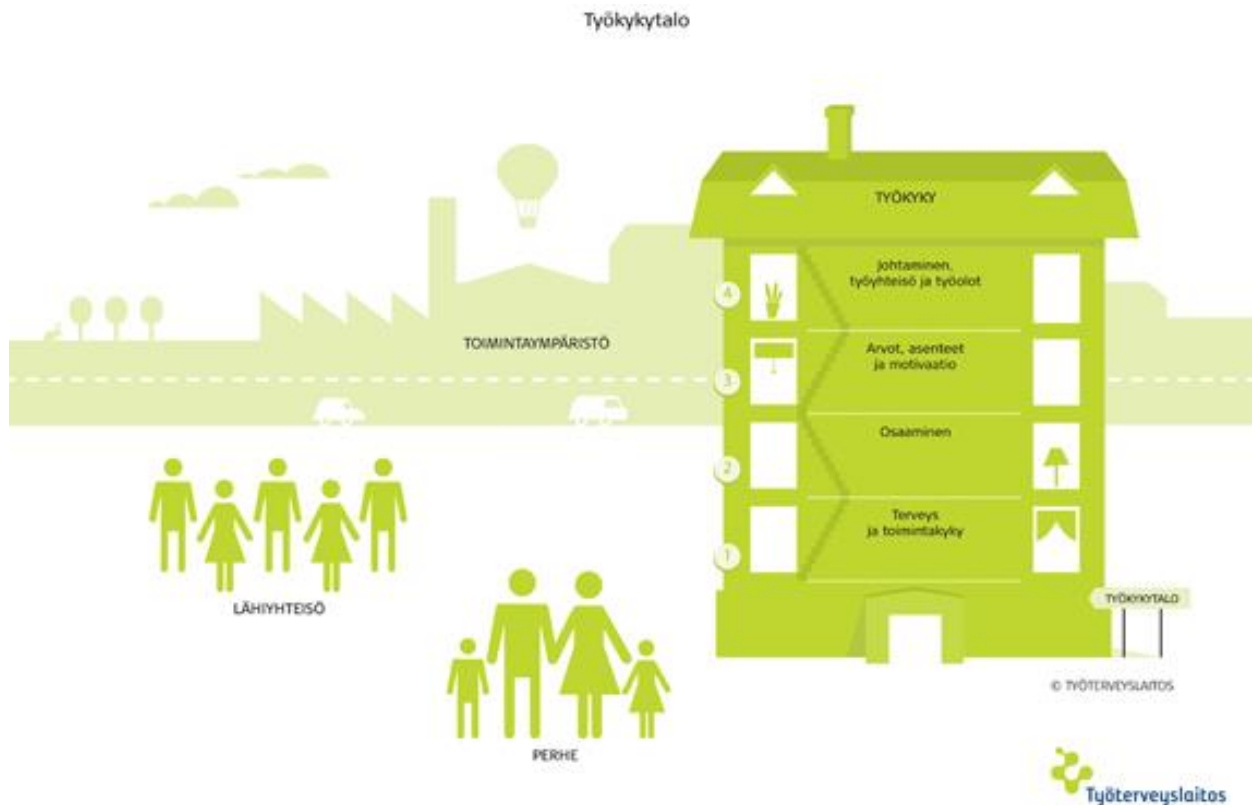 Työkykytalo
TYÖKYKY
4
Johtaminen,
työyhteisö ja työolot
TOIMINTAYMPÄRISTÖ
3
Arvot, asenteet
ja motivaatio
2
Osaaminen
1
Terveys
ja toimintakyky
LÄHIYHTEISÖ
TYÖKYKYTALO
© TYÖTERVEYSLAITOS
PERHE
Työterveyslaitos